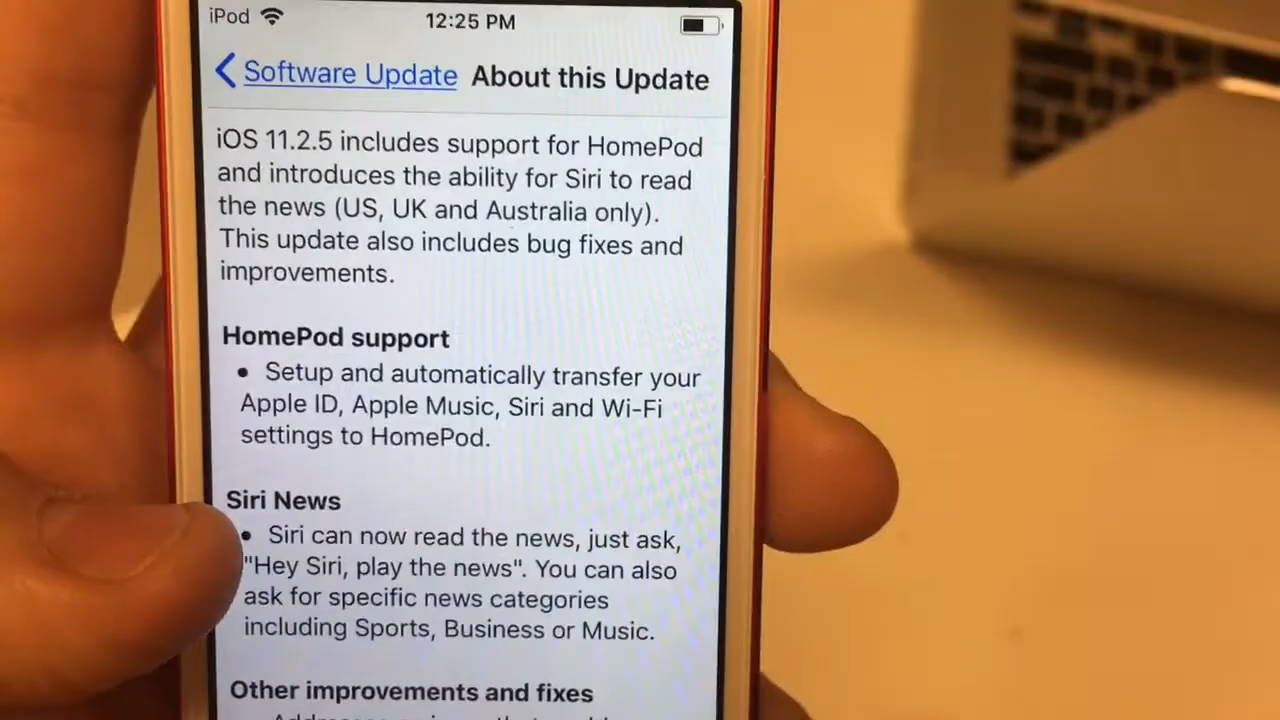 iPod 12:25 PM
Software Update About this Update
iOS 11.2.5 includes support for HomePod
and introduces the ability for Siri to read
the news (US, UK and Australia only).
This update also includes bug fixes and
improvements.
HomePod support
• Setup and automatically transfer your
Apple ID, Apple Music, Siri and Wi-Fi
settings to HomePod.
Siri News
• Siri can now read the news, just ask,
"Hey Siri, play the news". You can also
ask for specific news categories
including Sports, Business or Music.
Other improvements and fixes